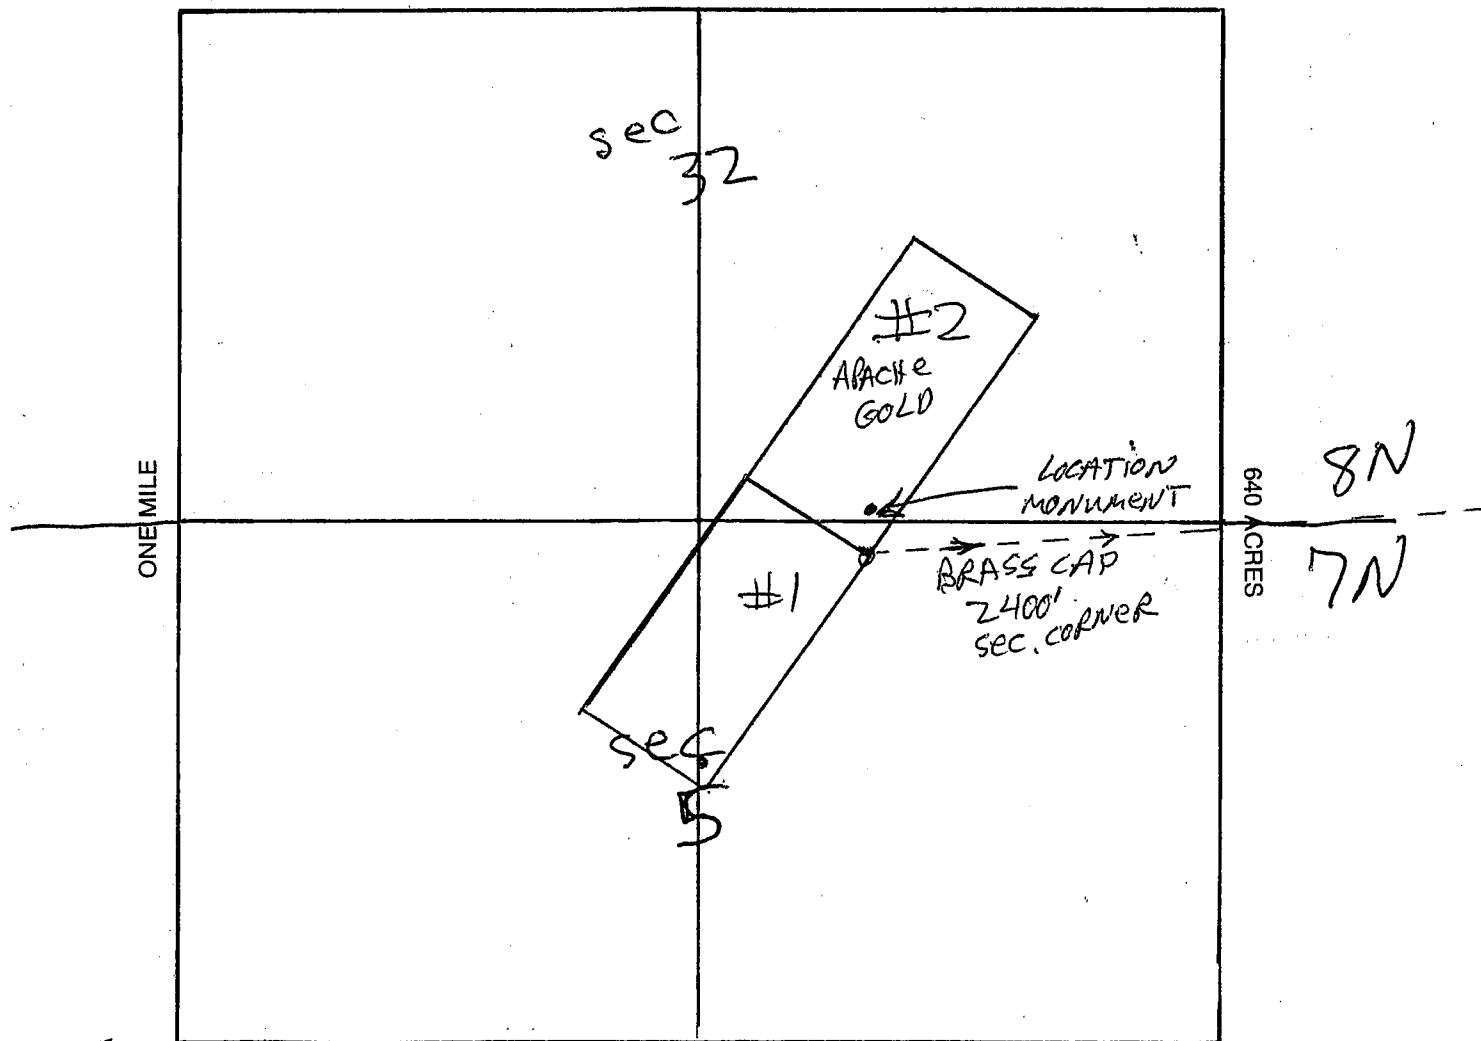 sec
32
#2
APACHE
GOLD
LOCATION
MONUMENT
8N
ONE MILE
640 ACRES
7N
BRASS CAP
2400'
SEC. CORNER
#1
sec.
5